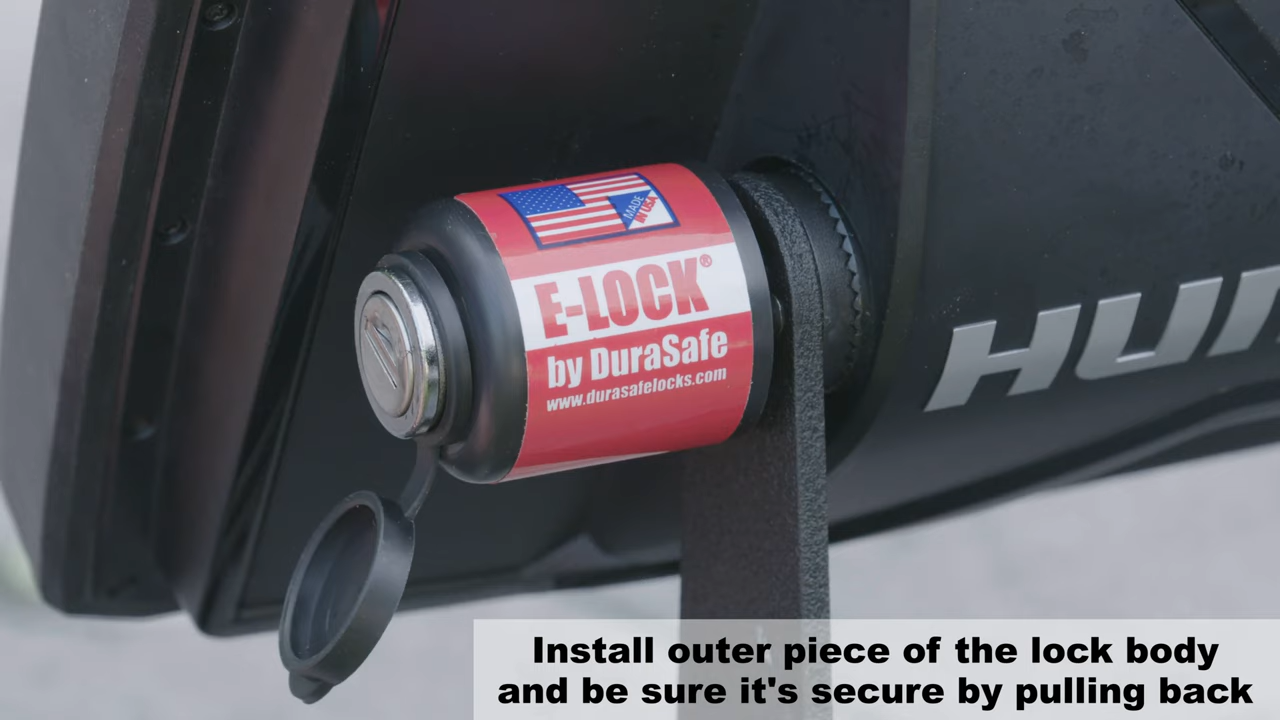 MADE
IN USA
E-LOCK®
by DuraSafe
www.durasafelocks.com
HU
Install outer piece of the lock body
and be sure it's secure by pulling back